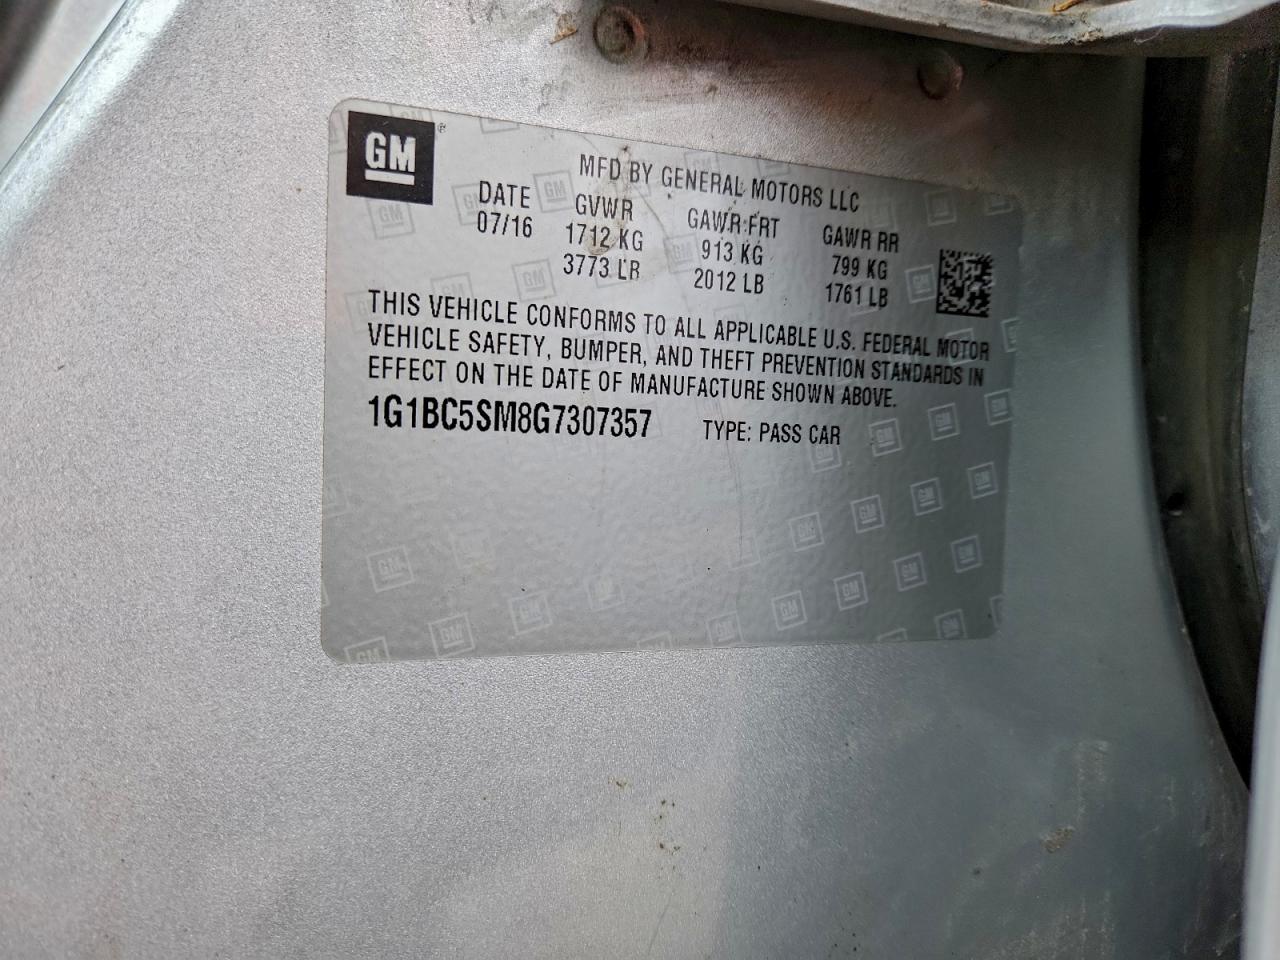 GM
MFD BY GENERAL MOTORS LLC
DATE GVWR GAWR FRT GAWR RR
07/16 1712 KG 913 KG 799 KG
3773 LB 2012 LB 1761 LB
THIS VEHICLE CONFORMS TO ALL APPLICABLE U.S. FEDERAL MOTOR
VEHICLE SAFETY, BUMPER, AND THEFT PREVENTION STANDARDS IN
EFFECT ON THE DATE OF MANUFACTURE SHOWN ABOVE.
1G1BC5SM8G7307357 TYPE: PASS CAR